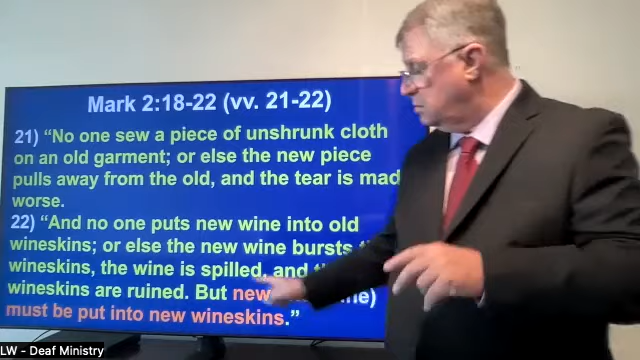 Mark 2:18-22 (vv. 21-22)
21) “No one sew a piece of unshrunk cloth
on an old garment; or else the new piece
pulls away from the old, and the tear is mad
worse.
22) “And no one puts new wine into old
wineskins; or else the new wine bursts
wineskins, the wine is spilled, and
wineskins are ruined. But new
must be put into new wineskins.”
LW - Deaf Ministry